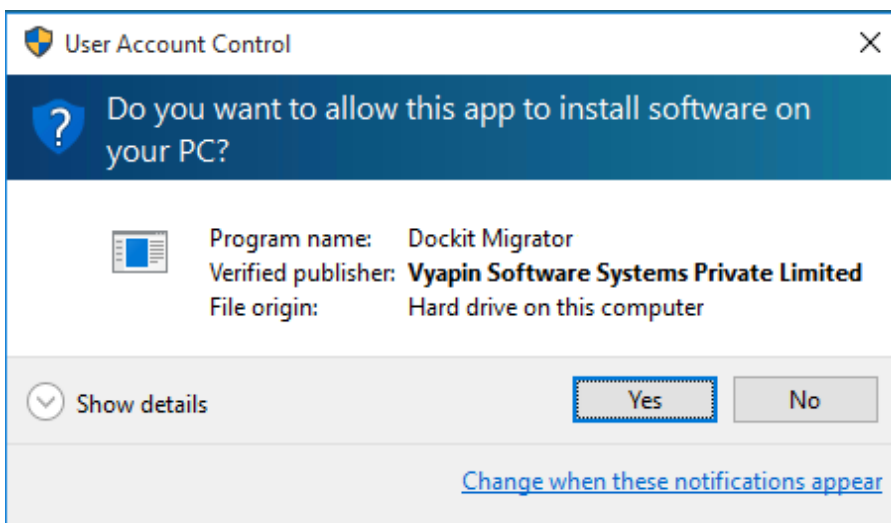 User Account Control
Do you want to allow this app to install software on
your PC?
Program name: Dockit Migrator
Verified publisher: Vyapin Software Systems Private Limited
File origin: Hard drive on this computer
Show details
Yes
No
Change when these notifications appear